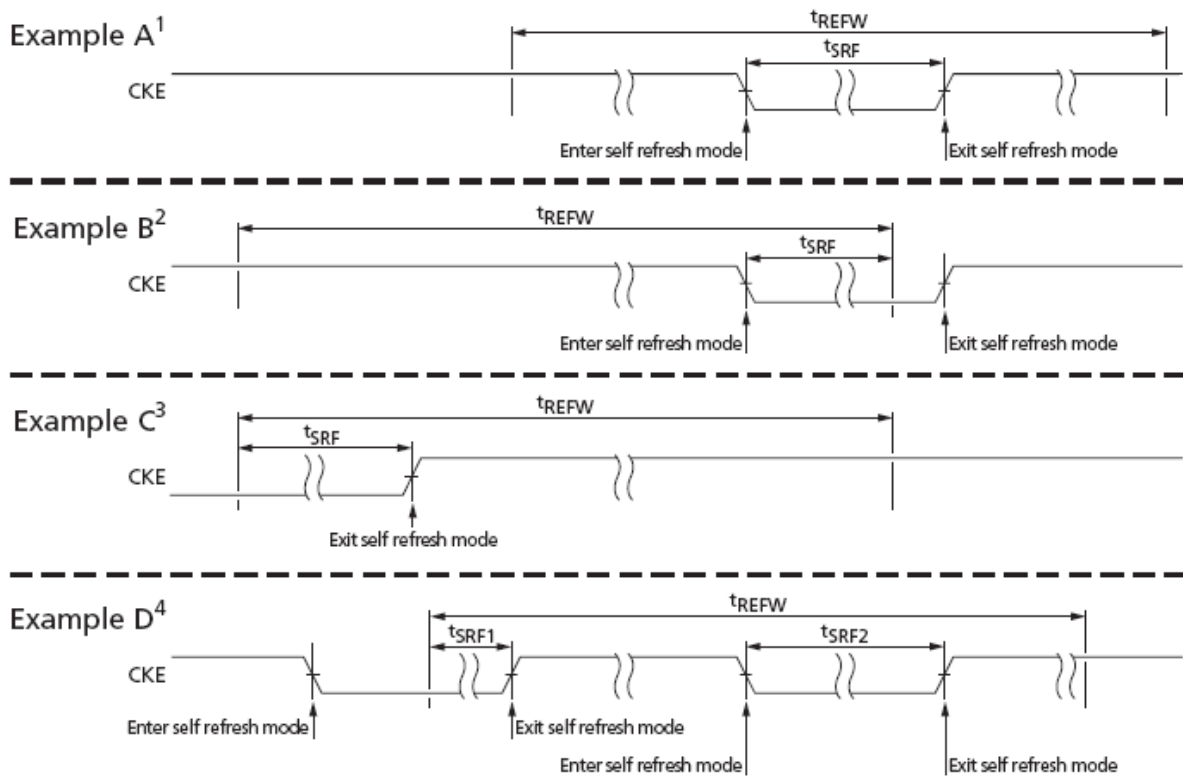 Example A¹
tREFW
tSRF
CKE
Enter self refresh mode
Exit self refresh mode
Example B²
tREFW
tSRF
CKE
Enter self refresh mode
Exit self refresh mode
Example C³
tREFW
tSRF
CKE
Exit self refresh mode
Example D⁴
tREFW
tSRF1
tSRF2
CKE
Enter self refresh mode
Exit self refresh mode
Enter self refresh mode
Exit self refresh mode